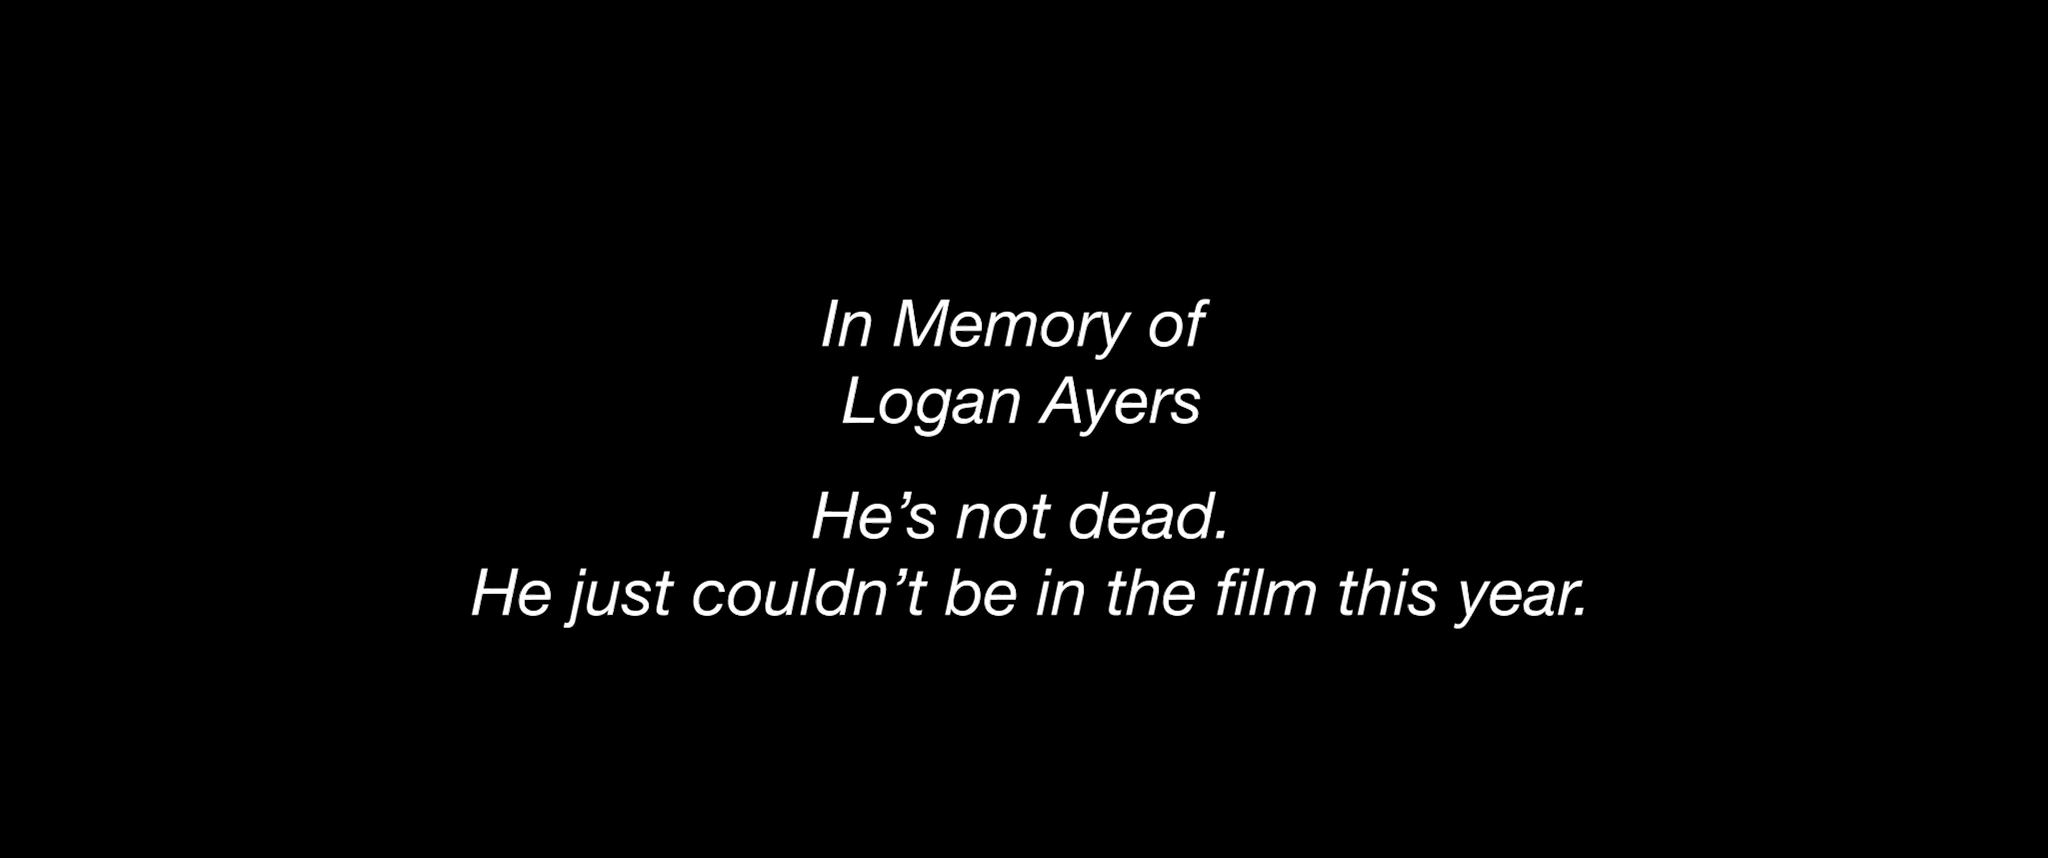 In Memory of
Logan Ayers
He’s not dead.
He just couldn’t be in the film this year.